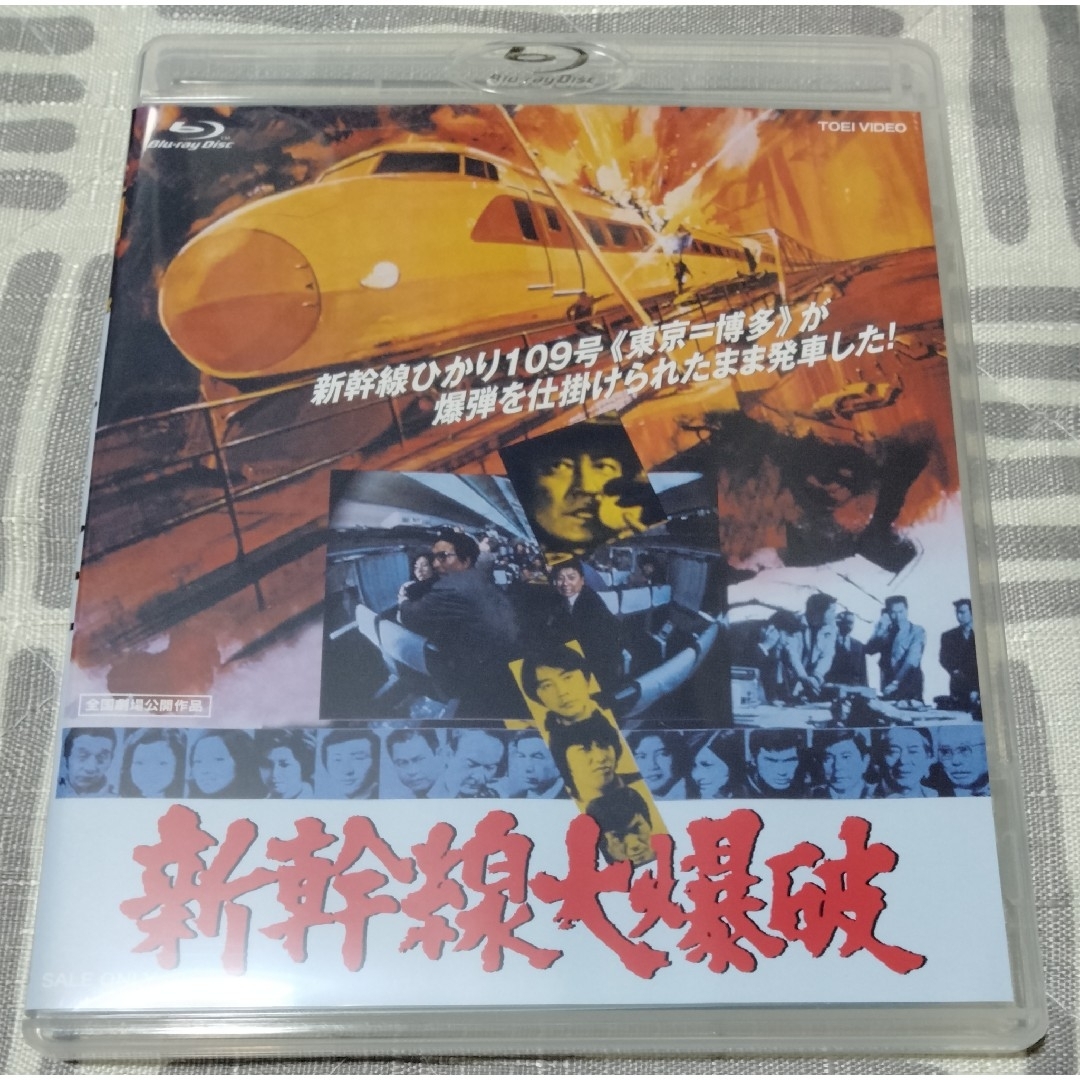 Blu-ray Disc
Blu-ray Disc
TOEI VIDEO
新幹線ひかり109号《東京=博多》が
爆弾を仕掛けられたまま発車した!
全国劇場公開作品
新幹線大爆破
SALE ONLY